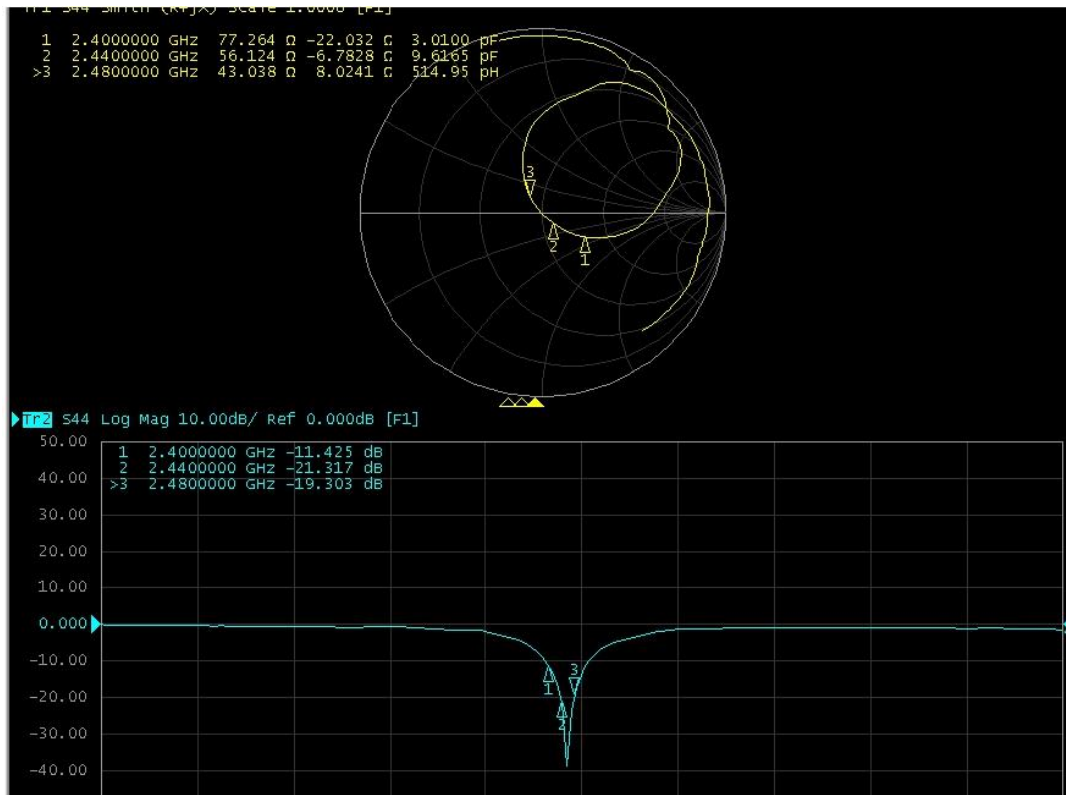 Tr1 S44 Smith (R+jX) Scale 1.000U [F1]
1 2.4000000 GHz 77.264 Ω -22.032 Ω 3.0100 pF
2 2.4400000 GHz 56.124 Ω -6.7828 Ω 9.6165 pF
>3 2.4800000 GHz 43.038 Ω 8.0241 Ω 514.95 pH
3
2
1
Tr2 S44 Log Mag 10.00dB/ Ref 0.000dB [F1]
50.00
1 2.4000000 GHz -11.425 dB
2 2.4400000 GHz -21.317 dB
40.00
>3 2.4800000 GHz -19.303 dB
30.00
20.00
10.00
0.000
-10.00
3
1
-20.00
2
-30.00
-40.00